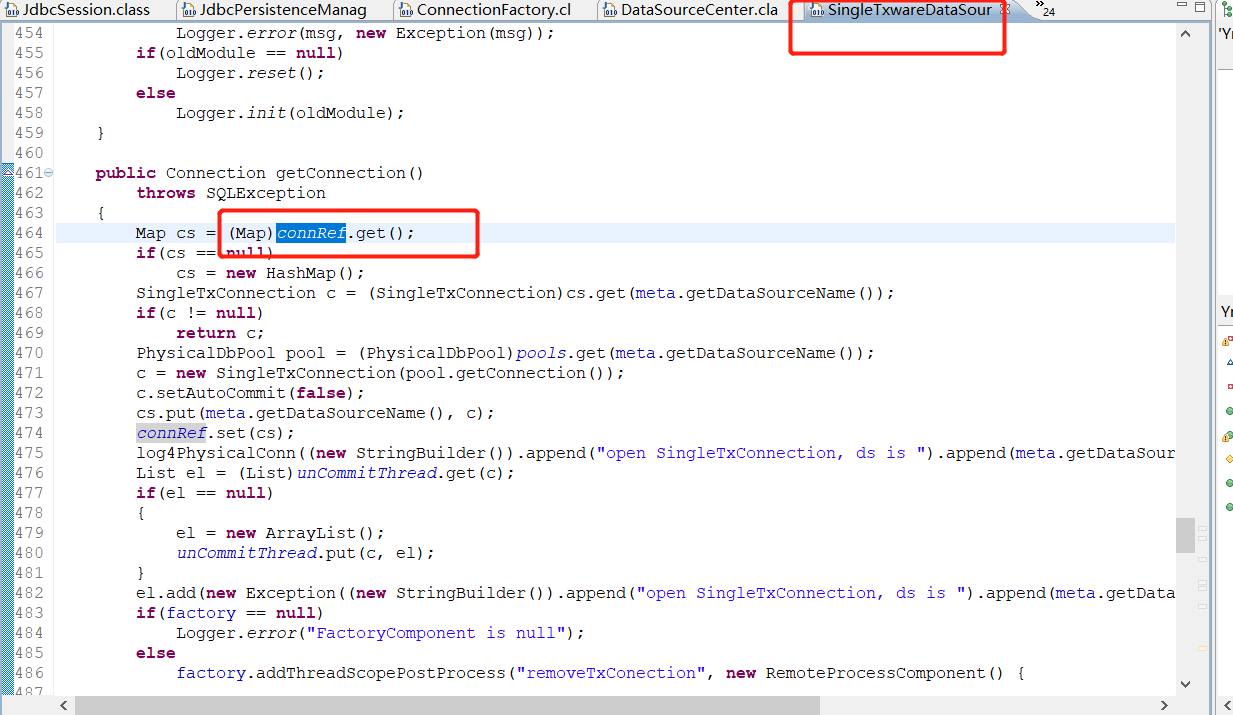 JdbcSession.class JdbcPersistenceManag ConnectionFactory.cl DataSourceCenter.cla SingleTxwareDataSour »24
454 Logger.error(msg, new Exception(msg));
455 if(oldModule == null)
456 Logger.reset();
457 else
458 Logger.init(oldModule);
459 }
460
461 public Connection getConnection()
462 throws SQLException
463 {
464 Map cs = (Map)connRef.get();
465 if(cs == null)
466 cs = new HashMap();
467 SingleTxConnection c = (SingleTxConnection)cs.get(meta.getDataSourceName());
468 if(c != null)
469 return c;
470 PhysicalDbPool pool = (PhysicalDbPool)pools.get(meta.getDataSourceName());
471 c = new SingleTxConnection(pool.getConnection());
472 c.setAutoCommit(false);
473 cs.put(meta.getDataSourceName(), c);
474 connRef.set(cs);
475 log4PhysicalConn((new StringBuilder()).append("open SingleTxConnection, ds is ").append(meta.getDataSour
476 List el = (List)unCommitThread.get(c);
477 if(el == null)
478 {
479 el = new ArrayList();
480 unCommitThread.put(c, el);
481 }
482 el.add(new Exception((new StringBuilder()).append("open SingleTxConnection, ds is ").append(meta.getData
483 if(factory == null)
484 Logger.error("FactoryComponent is null");
485 else
486 factory.addThreadScopePostProcess("removeTxConection", new RemoteProcessComponent() {
487